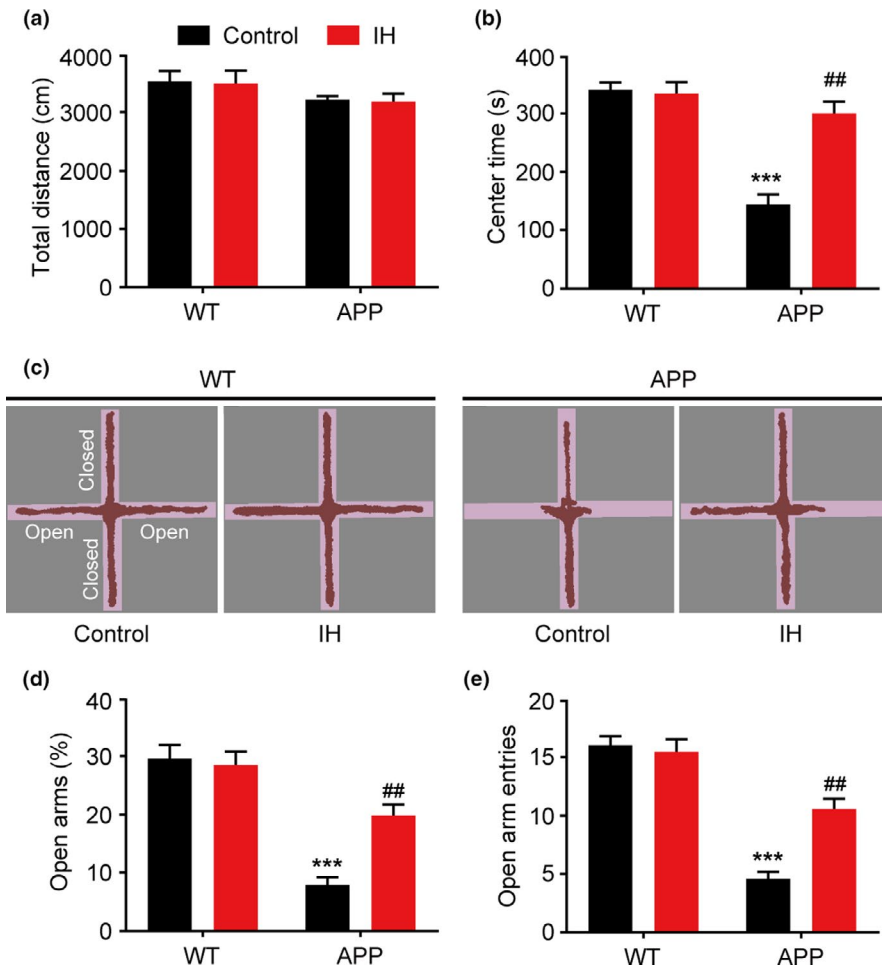 (a)
Control IH
Total distance (cm)
4000
3000
2000
1000
0
WT APP
(b)
Center time (s)
400
300
200
100
0
***
##
WT APP
(c)
WT APP
Closed
Open Open
Closed
Control IH Control IH
(d)
Open arms (%)
40
30
20
10
0
***
##
WT APP
(e)
Open arm entries
20
15
10
5
0
***
##
WT APP